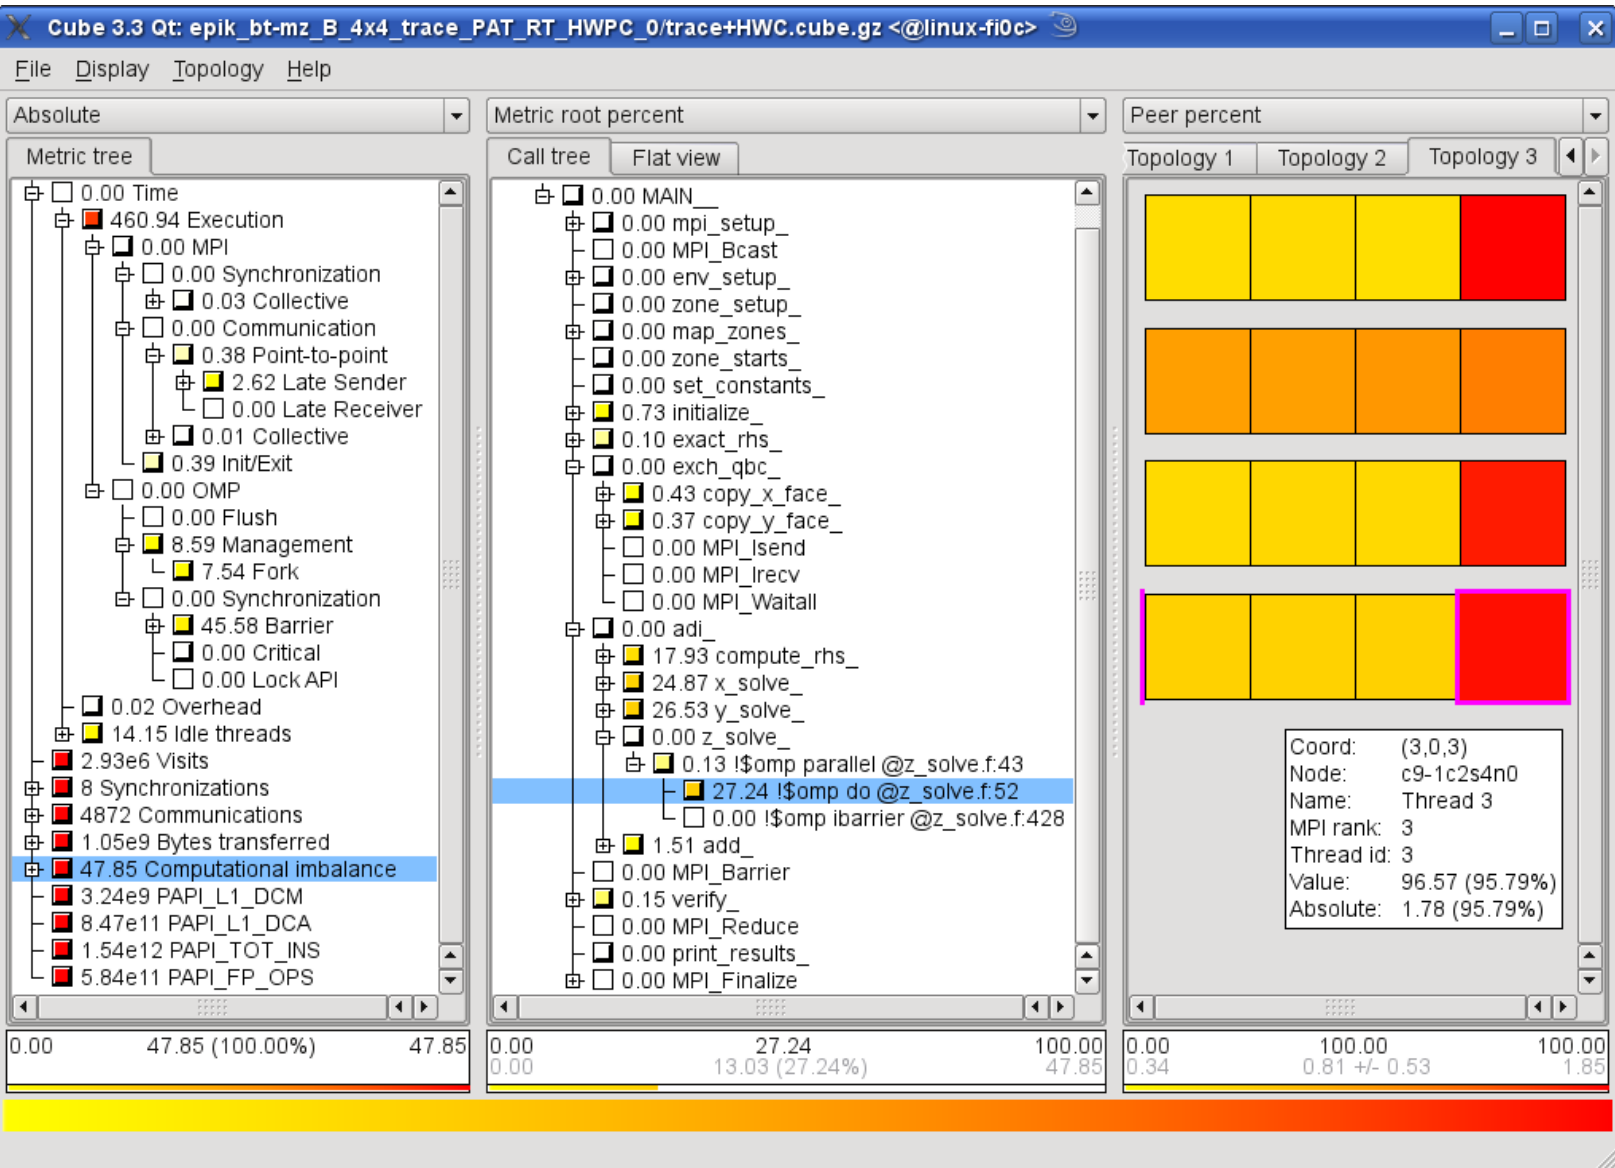 Cube 3.3 Qt: epik_bt-mz_B_4x4_trace_PAT_RT_HWPC_0/trace+HWC.cube.gz <@linux-fi0c>
File Display Topology Help
Absolute
Metric tree
0.00 Time
460.94 Execution
0.00 MPI
0.00 Synchronization
0.03 Collective
0.00 Communication
0.38 Point-to-point
2.62 Late Sender
0.00 Late Receiver
0.01 Collective
0.39 Init/Exit
0.00 OMP
0.00 Flush
8.59 Management
7.54 Fork
0.00 Synchronization
45.58 Barrier
0.00 Critical
0.00 Lock API
0.02 Overhead
14.15 Idle threads
2.93e6 Visits
8 Synchronizations
4872 Communications
1.05e9 Bytes transferred
47.85 Computational imbalance
3.24e9 PAPI_L1_DCM
8.47e11 PAPI_L1_DCA
1.54e12 PAPI_TOT_INS
5.84e11 PAPI_FP_OPS
0.00 47.85 (100.00%) 47.85
Metric root percent
Call tree Flat view
0.00 MAIN__
0.00 mpi_setup_
0.00 MPI_Bcast
0.00 env_setup_
0.00 zone_setup_
0.00 map_zones_
0.00 zone_starts_
0.00 set_constants_
0.73 initialize_
0.10 exact_rhs_
0.00 exch_qbc_
0.43 copy_x_face_
0.37 copy_y_face_
0.00 MPI_Isend
0.00 MPI_Irecv
0.00 MPI_Waitall
0.00 adi_
17.93 compute_rhs_
24.87 x_solve_
26.53 y_solve_
0.00 z_solve_
0.13 !$omp parallel @z_solve.f:43
27.24 !$omp do @z_solve.f:52
0.00 !$omp ibarrier @z_solve.f:428
1.51 add_
0.00 MPI_Barrier
0.15 verify_
0.00 MPI_Reduce
0.00 print_results_
0.00 MPI_Finalize
0.00 27.24 100.00
0.00 13.03 (27.24%) 47.85
Peer percent
Topology 1 Topology 2 Topology 3
Coord: (3,0,3)
Node: c9-1c2s4n0
Name: Thread 3
MPI rank: 3
Thread id: 3
Value: 96.57 (95.79%)
Absolute: 1.78 (95.79%)
0.00 100.00 100.00
0.34 0.81 +/- 0.53 1.85